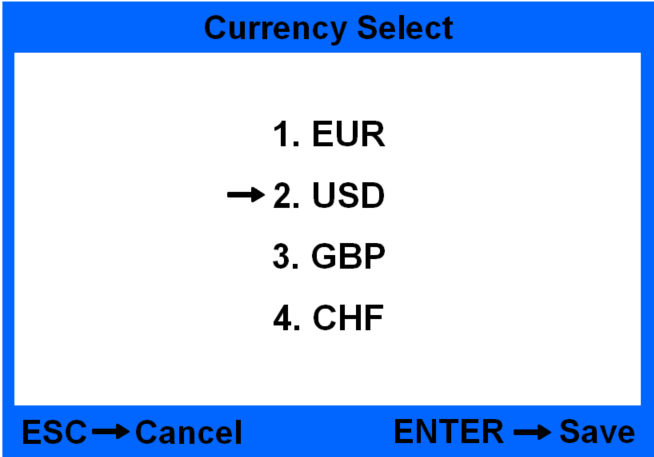 Currency Select
1. EUR
→ 2. USD
3. GBP
4. CHF
ESC → Cancel ENTER → Save